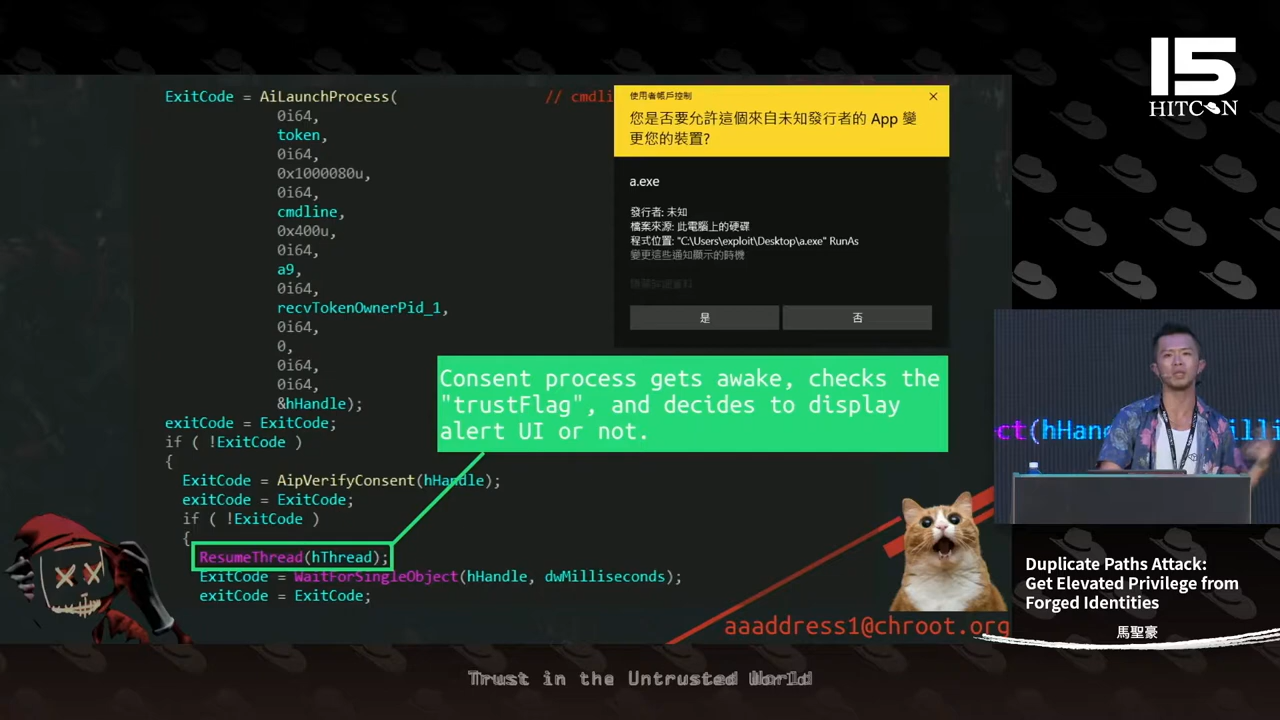 ExitCode = AiLaunchProcess( // cmdli
0i64,
token,
0i64,
0x1000080u,
0i64,
cmdline,
0x400u,
0i64,
a9,
0i64,
recvTokenOwnerPid_1,
0i64,
0,
0i64,
0i64,
&hHandle);
exitCode = ExitCode;
if ( !ExitCode )
{
ExitCode = AipVerifyConsent(hHandle);
exitCode = ExitCode;
if ( !ExitCode )
{
ResumeThread(hThread);
ExitCode = WaitForSingleObject(hHandle, dwMilliseconds);
exitCode = ExitCode;
使用者帳戶控制
您是否要允許這個來自未知發行者的 App 變
更您的裝置?
a.exe
發行者: 未知
檔案來源: 此電腦上的硬碟
程式位置: "C:\Users\exploit\Desktop\a.exe" RunAs
變更這些通知顯示的時機
是 否
Consent process gets awake, checks the
"trustFlag", and decides to display
alert UI or not.
aaaddress1@chroot.org
15
HITCON
ct(hHan illi
Duplicate Paths Attack:
Get Elevated Privilege from
Forged Identities
馬聖豪
Trust in the Untrusted World